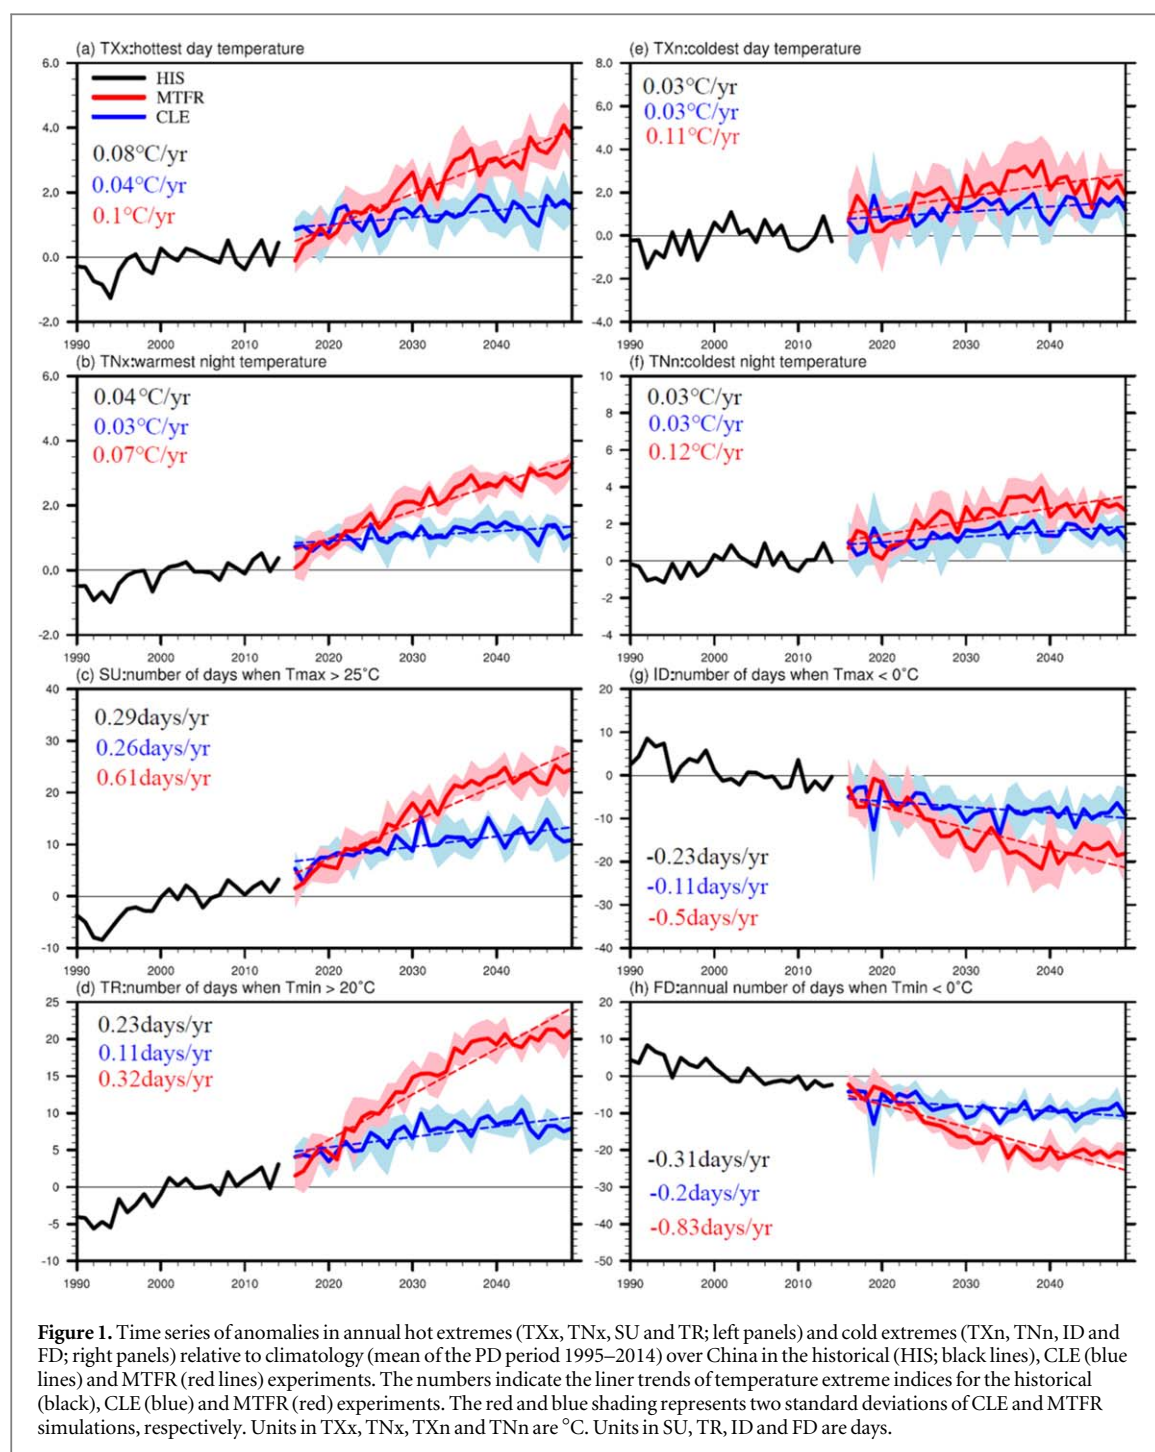 (a) TXx:hottest day temperature
6.0
4.0
2.0
0.0
-2.0
HIS
MTFR
CLE
0.08°C/yr
0.04°C/yr
0.1°C/yr
1990 2000 2010 2020 2030 2040
(b) TNx:warmest night temperature
6.0
4.0
2.0
0.0
-2.0
0.04°C/yr
0.03°C/yr
0.07°C/yr
1990 2000 2010 2020 2030 2040
(c) SU:number of days when Tmax > 25°C
40
30
20
10
0
-10
0.29days/yr
0.26days/yr
0.61days/yr
1990 2000 2010 2020 2030 2040
(d) TR:number of days when Tmin > 20°C
25
20
15
10
5
0
-5
-10
0.23days/yr
0.11days/yr
0.32days/yr
1990 2000 2010 2020 2030 2040
(e) TXn:coldest day temperature
8.0
6.0
4.0
2.0
0.0
-2.0
-4.0
0.03°C/yr
0.03°C/yr
0.11°C/yr
1990 2000 2010 2020 2030 2040
(f) TNn:coldest night temperature
10
8
6
4
2
0
-2
-4
0.03°C/yr
0.03°C/yr
0.12°C/yr
1990 2000 2010 2020 2030 2040
(g) ID:number of days when Tmax < 0°C
20
10
0
-10
-20
-30
-40
-0.23days/yr
-0.11days/yr
-0.5days/yr
1990 2000 2010 2020 2030 2040
(h) FD:annual number of days when Tmin < 0°C
20
10
0
-10
-20
-30
-40
-50
-0.31days/yr
-0.2days/yr
-0.83days/yr
1990 2000 2010 2020 2030 2040
Figure 1. Time series of anomalies in annual hot extremes (TXx, TNx, SU and TR; left panels) and cold extremes (TXn, TNn, ID and
FD; right panels) relative to climatology (mean of the PD period 1995–2014) over China in the historical (HIS; black lines), CLE (blue
lines) and MTFR (red lines) experiments. The numbers indicate the liner trends of temperature extreme indices for the historical
(black), CLE (blue) and MTFR (red) experiments. The red and blue shading represents two standard deviations of CLE and MTFR
simulations, respectively. Units in TXx, TNx, TXn and TNn are °C. Units in SU, TR, ID and FD are days.